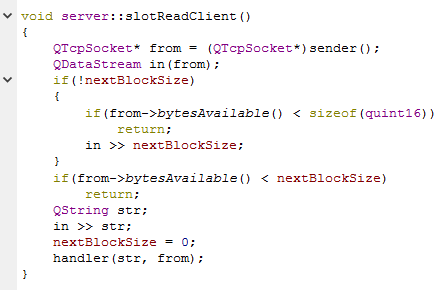 void server::slotReadClient()
{
QTcpSocket* from = (QTcpSocket*)sender();
QDataStream in(from);
if(!nextBlockSize)
{
if(from->bytesAvailable() < sizeof(quint16))
return;
in >> nextBlockSize;
}
if(from->bytesAvailable() < nextBlockSize)
return;
QString str;
in >> str;
nextBlockSize = 0;
handler(str, from);
}